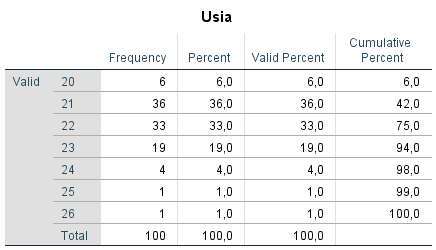 Usia
Frequency Percent Valid Percent Cumulative Percent
Valid 20 6 6,0 6,0 6,0
21 36 36,0 36,0 42,0
22 33 33,0 33,0 75,0
23 19 19,0 19,0 94,0
24 4 4,0 4,0 98,0
25 1 1,0 1,0 99,0
26 1 1,0 1,0 100,0
Total 100 100,0 100,0